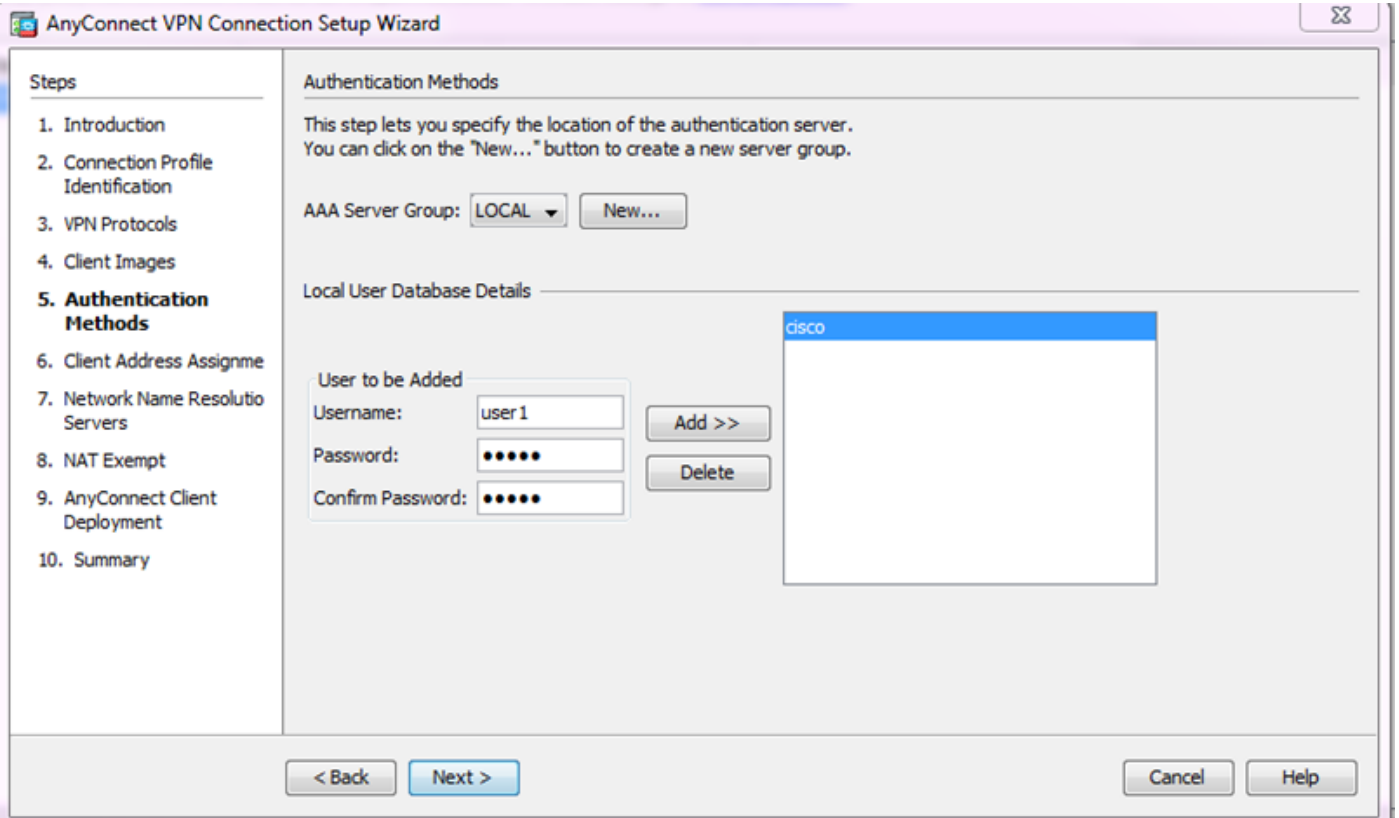 AnyConnect VPN Connection Setup Wizard
Steps
1. Introduction
2. Connection Profile
Identification
3. VPN Protocols
4. Client Images
5. Authentication
Methods
6. Client Address Assignme
7. Network Name Resolutio
Servers
8. NAT Exempt
9. AnyConnect Client
Deployment
10. Summary
Authentication Methods
This step lets you specify the location of the authentication server.
You can click on the "New..." button to create a new server group.
AAA Server Group: LOCAL New...
Local User Database Details
User to be Added
Username: user1
Password: •••••
Confirm Password: •••••
Add >>
Delete
cisco
< Back Next > Cancel Help